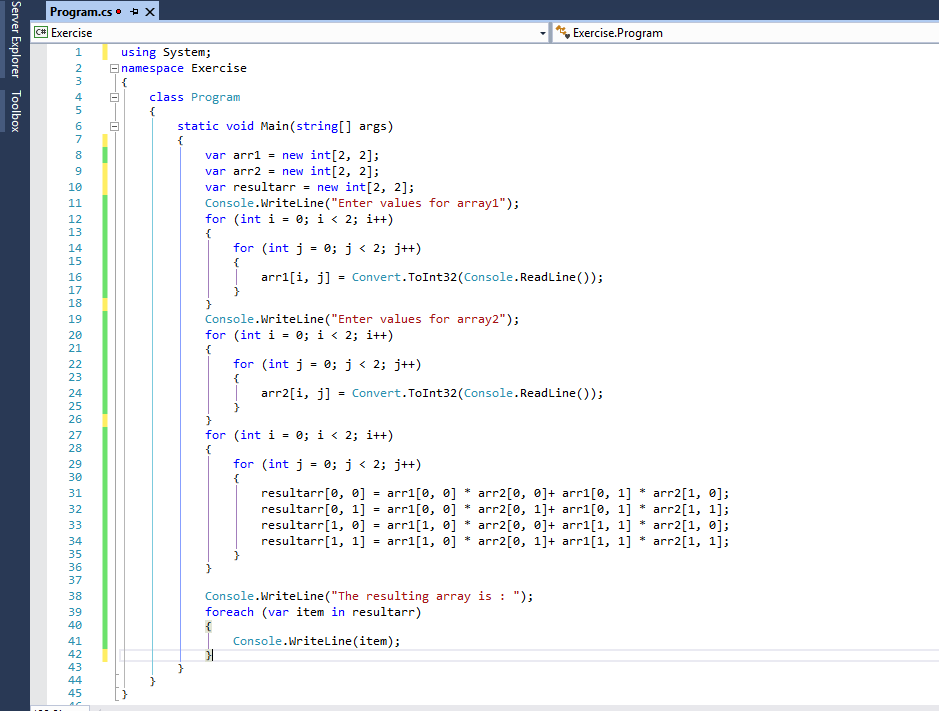 Server Explorer
Toolbox
Program.cs
C# Exercise
Exercise.Program
1 using System;
2 namespace Exercise
3 {
4 class Program
5 {
6 static void Main(string[] args)
7 {
8 var arr1 = new int[2, 2];
9 var arr2 = new int[2, 2];
10 var resultarr = new int[2, 2];
11 Console.WriteLine("Enter values for array1");
12 for (int i = 0; i < 2; i++)
13 {
14 for (int j = 0; j < 2; j++)
15 {
16 arr1[i, j] = Convert.ToInt32(Console.ReadLine());
17 }
18 }
19 Console.WriteLine("Enter values for array2");
20 for (int i = 0; i < 2; i++)
21 {
22 for (int j = 0; j < 2; j++)
23 {
24 arr2[i, j] = Convert.ToInt32(Console.ReadLine());
25 }
26 }
27 for (int i = 0; i < 2; i++)
28 {
29 for (int j = 0; j < 2; j++)
30 {
31 resultarr[0, 0] = arr1[0, 0] * arr2[0, 0]+ arr1[0, 1] * arr2[1, 0];
32 resultarr[0, 1] = arr1[0, 0] * arr2[0, 1]+ arr1[0, 1] * arr2[1, 1];
33 resultarr[1, 0] = arr1[1, 0] * arr2[0, 0]+ arr1[1, 1] * arr2[1, 0];
34 resultarr[1, 1] = arr1[1, 0] * arr2[0, 1]+ arr1[1, 1] * arr2[1, 1];
35 }
36 }
37
38 Console.WriteLine("The resulting array is : ");
39 foreach (var item in resultarr)
40 {
41 Console.WriteLine(item);
42 }
43 }
44 }
45 }